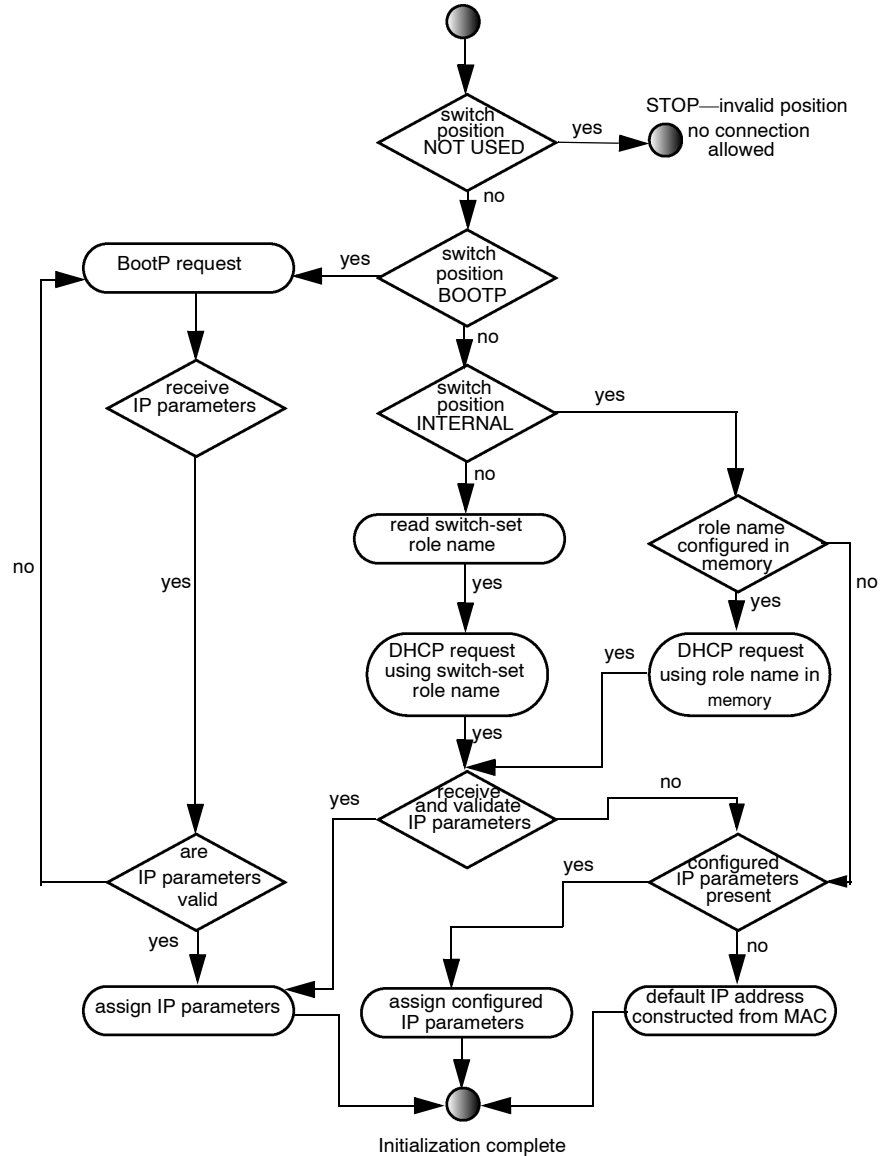 switch
position
NOT USED
yes
STOP—invalid position
no connection
allowed
no
BootP request
yes
switch
position
BOOTP
no
receive
IP parameters
switch
position
INTERNAL
yes
no
read switch-set
role name
role name
configured in
memory
no
no
yes
yes
yes
DHCP request
using switch-set
role name
yes
DHCP request
using role name in
memory
yes
yes
receive
and validate
IP parameters
no
are
IP parameters
valid
yes
configured
IP parameters
present
yes
no
assign IP parameters
assign configured
IP parameters
default IP address
constructed from MAC
Initialization complete